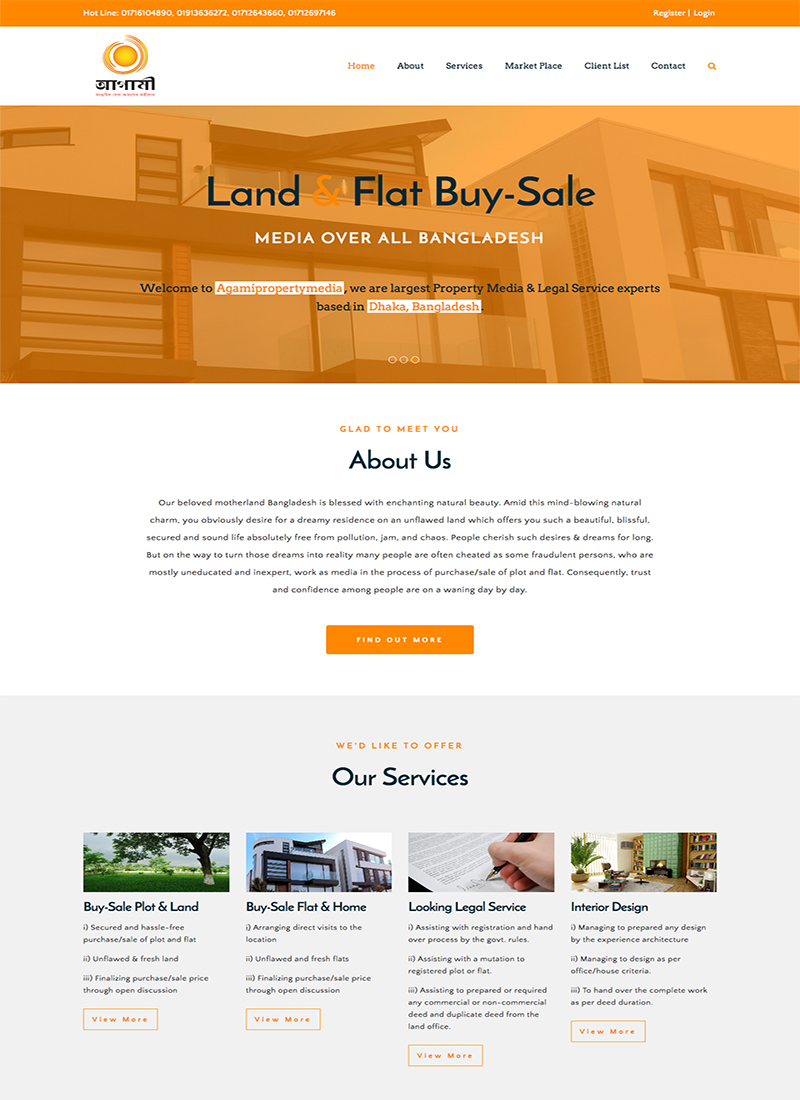 Hot Line: 01716104890, 01913636272, 01712643660, 01712697146
Register | Login
আগামী
Home About Services Market Place Client List Contact
Land & Flat Buy-Sale
MEDIA OVER ALL BANGLADESH
Welcome to Agamipropertymedia, we are largest Property Media & Legal Service experts
based in Dhaka, Bangladesh.
GLAD TO MEET YOU
About Us
Our beloved motherland Bangladesh is blessed with enchanting natural beauty. Amid this mind-blowing natural
charm, you obviously desire for a dreamy residence on an unflawed land which offers you such a beautiful, blissful,
secured and sound life absolutely free from pollution, jam, and chaos. People cherish such desires & dreams for long.
But on the way to turn those dreams into reality many people are often cheated as some fraudulent persons, who are
mostly uneducated and inexpert, work as media in the process of purchase/sale of plot and flat. Consequently, trust
and confidence among people are on a waning day by day.
FIND OUT MORE
WE'D LIKE TO OFFER
Our Services
Buy-Sale Plot & Land
i) Secured and hassle-free
purchase/sale of plot and flat
ii) Unflawed & fresh land
iii) Finalizing purchase/sale price
through open discussion
View More
Buy-Sale Flat & Home
i) Arranging direct visits to the
location
ii) Unflawed and fresh flats
iii) Finalizing purchase/sale price
through open discussion
View More
Looking Legal Service
i) Assisting with registration and hand
over process by the govt. rules.
ii) Assisting with a mutation to
registered plot or flat.
iii) Assisting to prepared or required
any commercial or non-commercial
deed and duplicate deed from the
land office.
View More
Interior Design
i) Managing to prepared any design
by the experience architecture
ii) Managing to design as per
office/house criteria.
iii) To hand over the complete work
as per deed duration.
View More